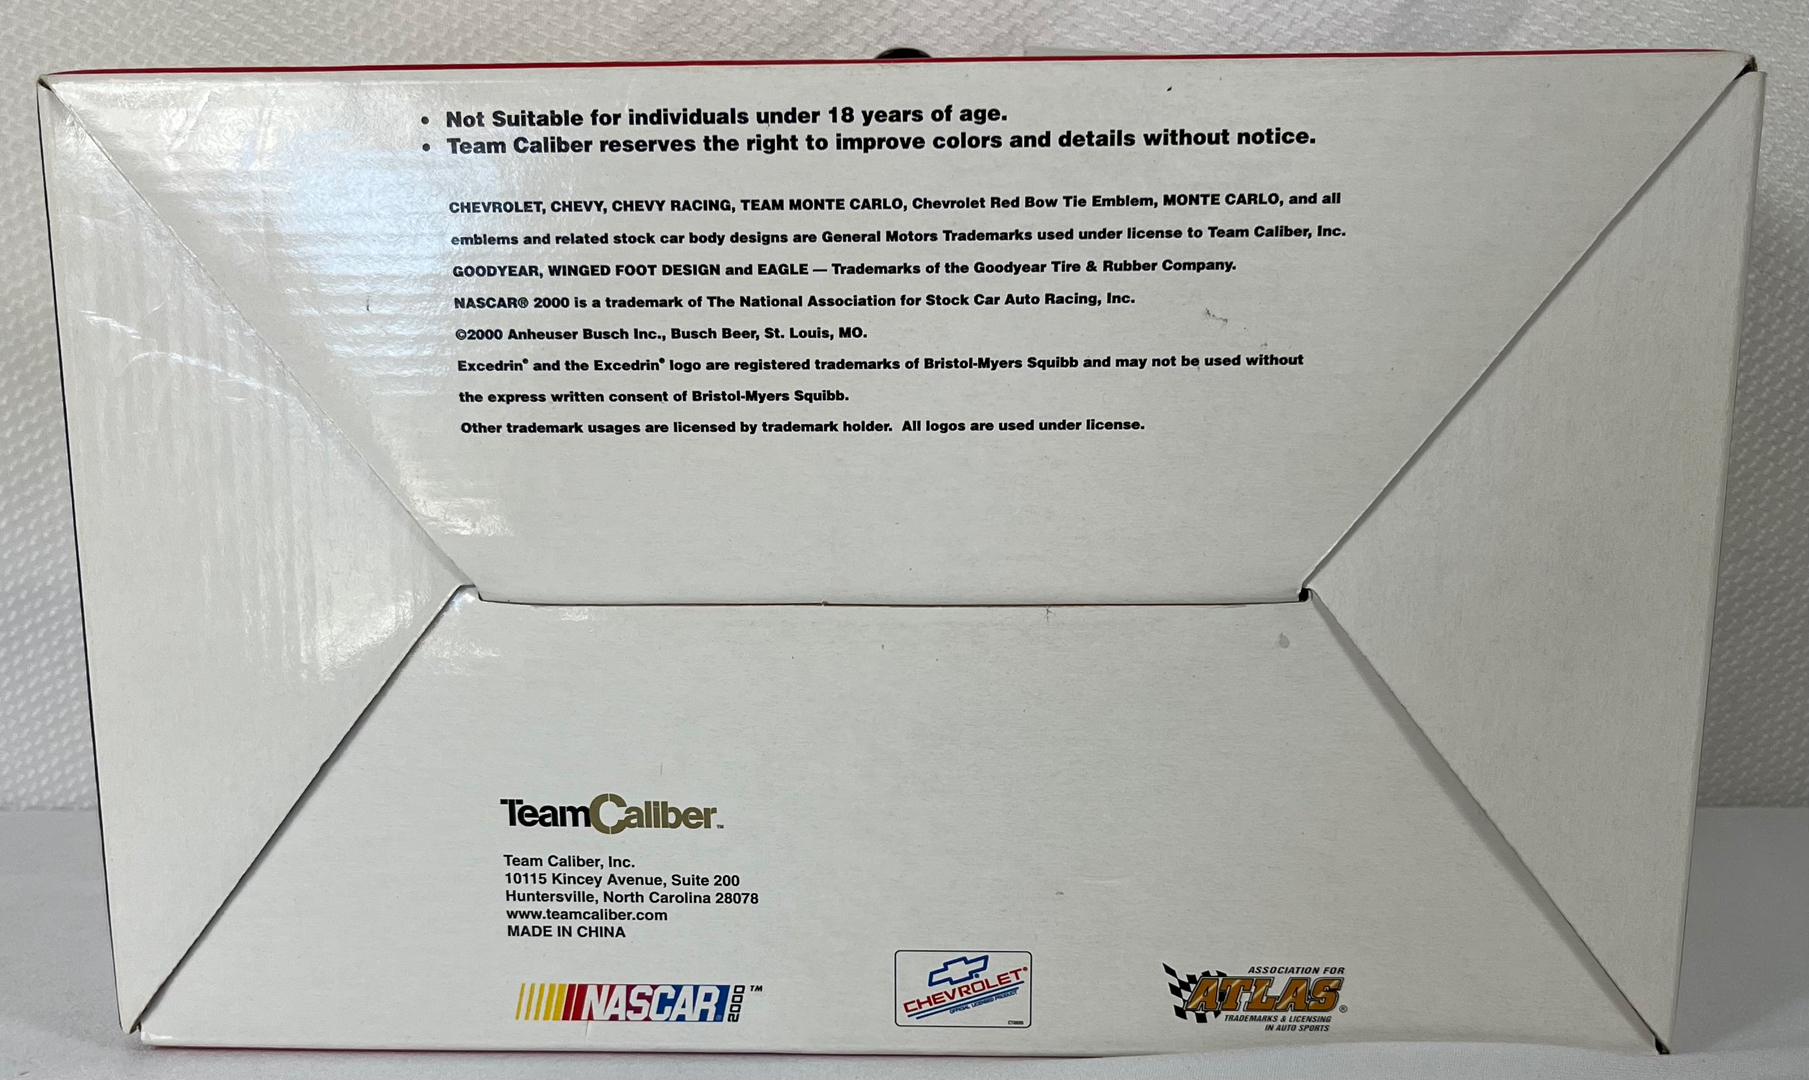 • Not Suitable for individuals under 18 years of age.
• Team Caliber reserves the right to improve colors and details without notice.
CHEVROLET, CHEVY, CHEVY RACING, TEAM MONTE CARLO, Chevrolet Red Bow Tie Emblem, MONTE CARLO, and all
emblems and related stock car body designs are General Motors Trademarks used under license to Team Caliber, Inc.
GOODYEAR, WINGED FOOT DESIGN and EAGLE — Trademarks of the Goodyear Tire & Rubber Company.
NASCAR® 2000 is a trademark of The National Association for Stock Car Auto Racing, Inc.
©2000 Anheuser Busch Inc., Busch Beer, St. Louis, MO.
Excedrin® and the Excedrin® logo are registered trademarks of Bristol-Myers Squibb and may not be used without
the express written consent of Bristol-Myers Squibb.
Other trademark usages are licensed by trademark holder. All logos are used under license.
TeamCaliber™
Team Caliber, Inc.
10115 Kincey Avenue, Suite 200
Huntersville, North Carolina 28078
www.teamcaliber.com
MADE IN CHINA
NASCAR® 2000™
CHEVROLET®
OFFICIAL LICENSED PRODUCT
ASSOCIATION FOR
ATLAS®
TRADEMARKS & LICENSING
IN AUTO SPORTS